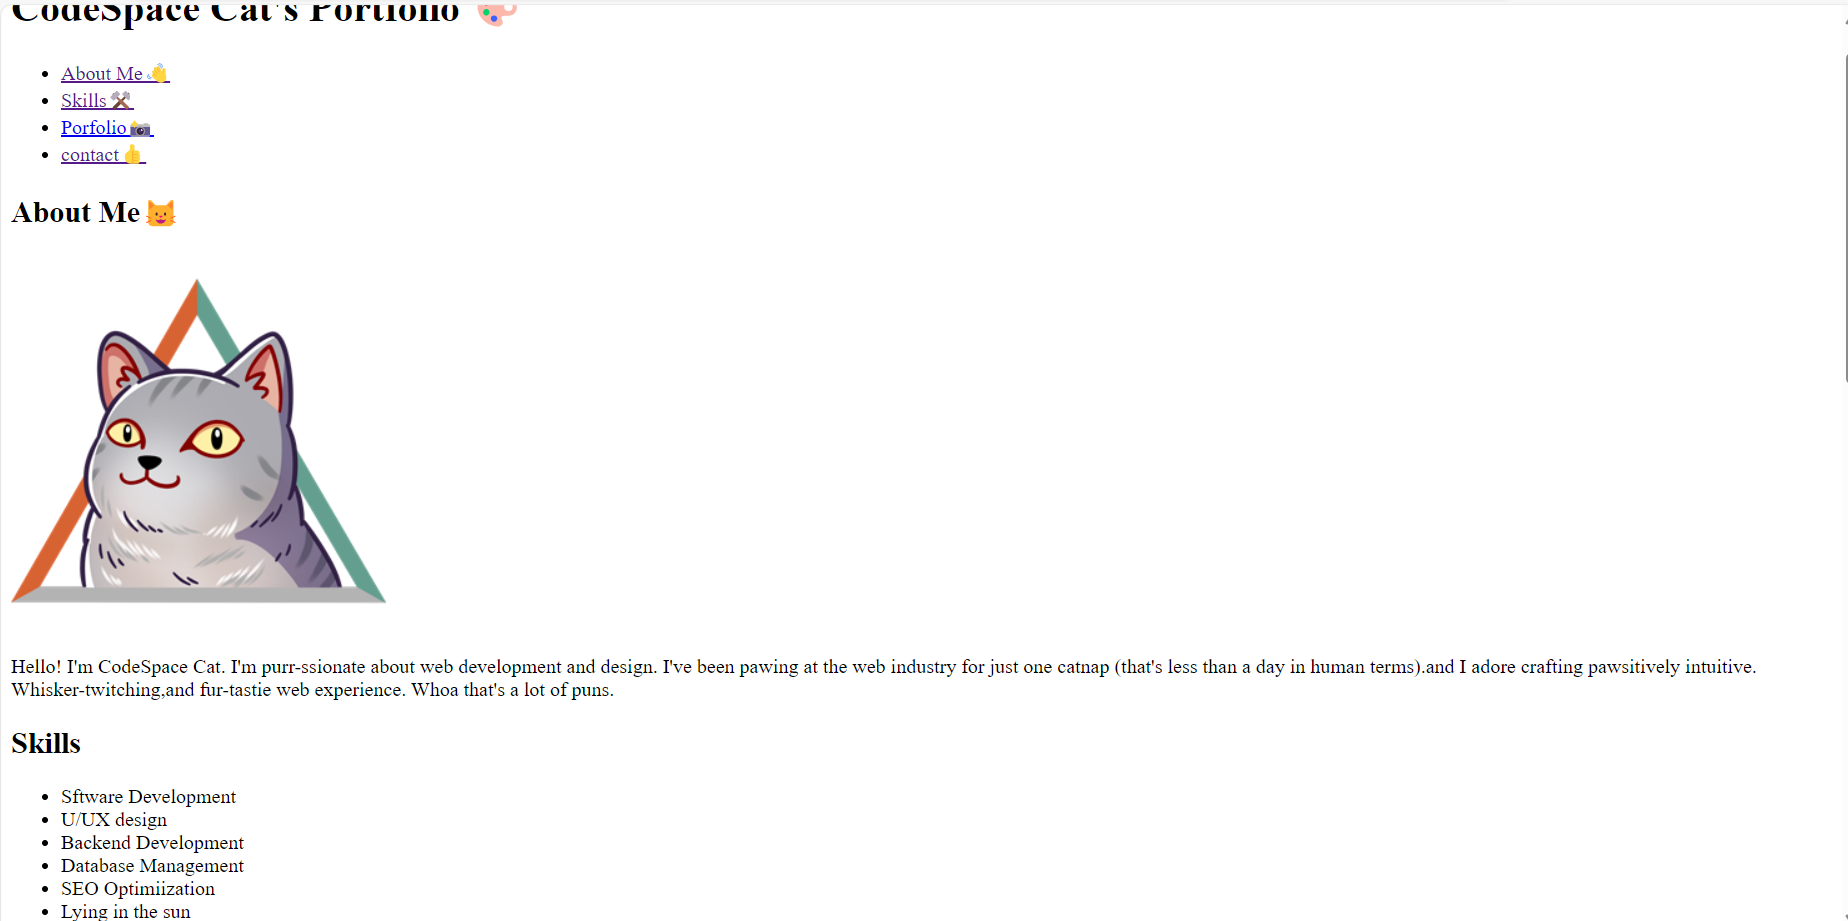 CodeSpace Cat's Portfolio 🎨
About Me 👋
Skills ⚒
Porfolio 📷
contact 👍
About Me 😺
Hello! I'm CodeSpace Cat. I'm purr-ssionate about web development and design. I've been pawing at the web industry for just one catnap (that's less than a day in human terms).and I adore crafting pawsitively intuitive.
Whisker-twitching,and fur-tastie web experience. Whoa that's a lot of puns.
Skills
Sftware Development
U/UX design
Backend Development
Database Management
SEO Optimiization
Lying in the sun